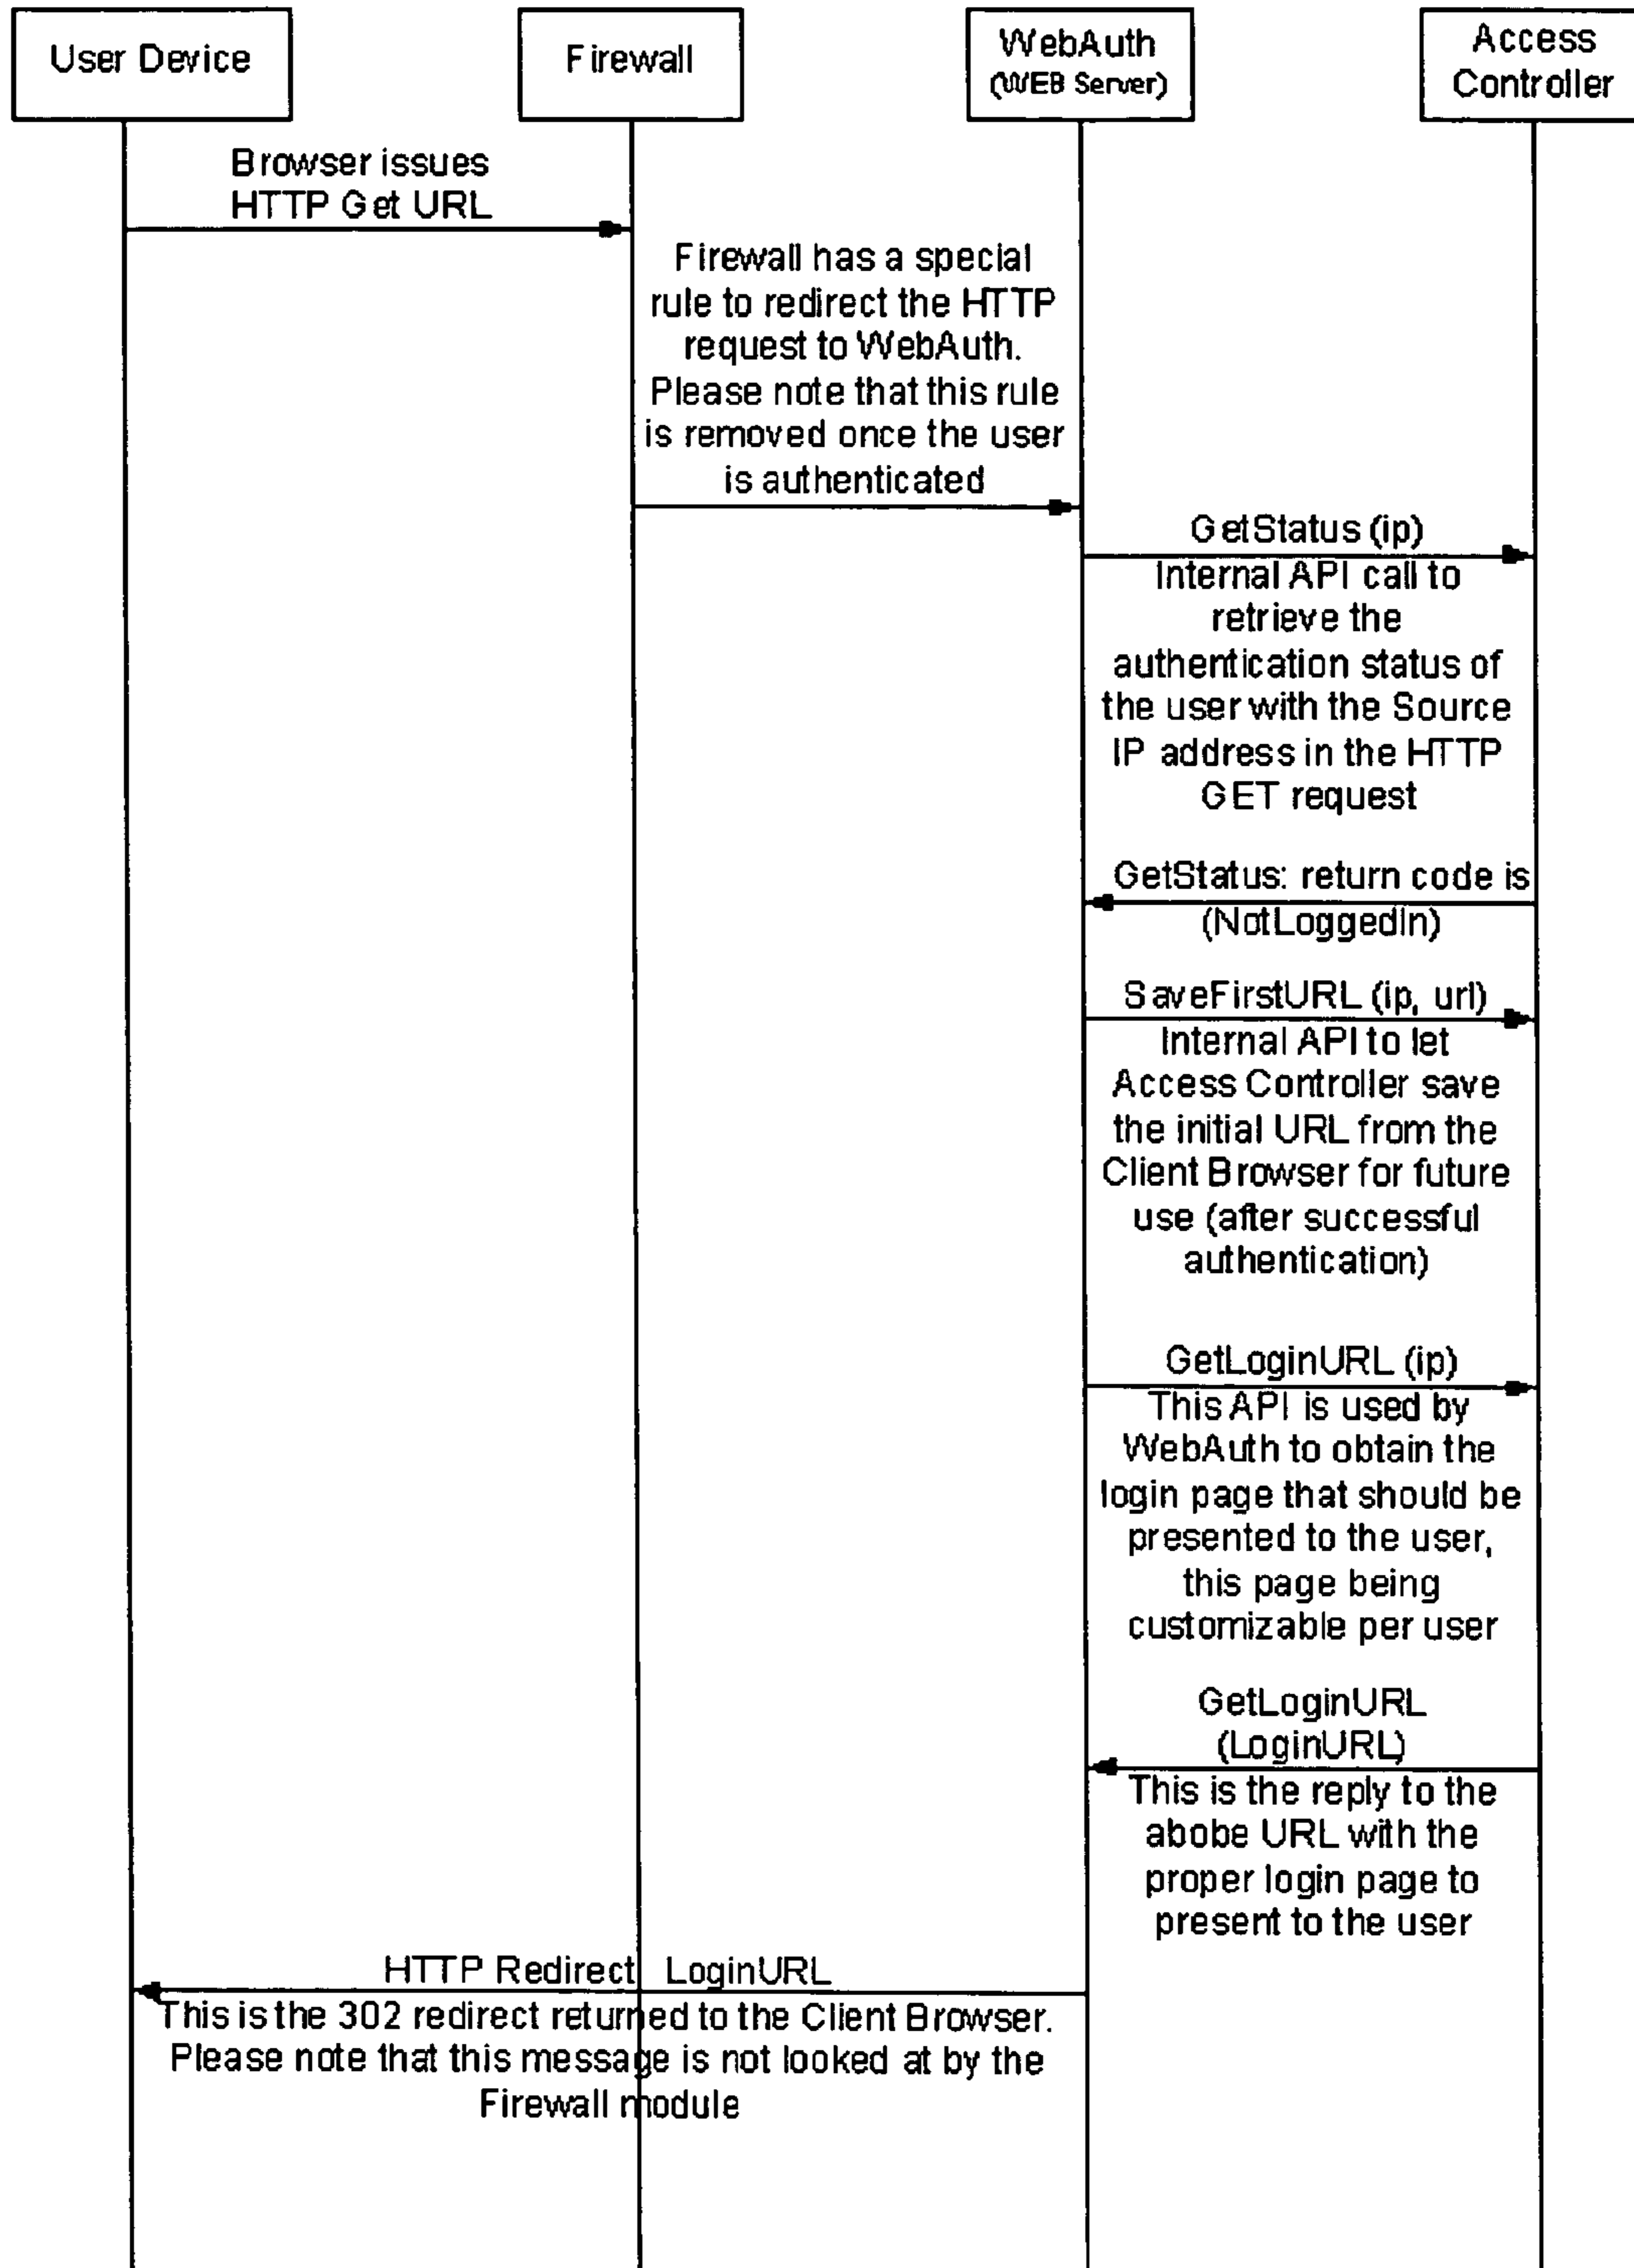 User Device
Firewall
WebAuth
(WEB Server)
Access
Controller
Browser issues
HTTP Get URL
Firewall has a special
rule to redirect the HTTP
request to WebAuth.
Please note that this rule
is removed once the user
is authenticated
GetStatus (ip)
Internal API call to
retrieve the
authentication status of
the user with the Source
IP address in the HTTP
GET request
GetStatus: return code is
(NotLoggedIn)
SaveFirstURL (ip, url)
Internal API to let
Access Controller save
the initial URL from the
Client Browser for future
use (after successful
authentication)
GetLoginURL (ip)
This API is used by
WebAuth to obtain the
login page that should be
presented to the user,
this page being
customizable per user
GetLoginURL
(LoginURL)
This is the reply to the
abobe URL with the
proper login page to
present to the user
HTTP Redirect LoginURL
This is the 302 redirect returned to the Client Browser.
Please note that this message is not looked at by the
Firewall module